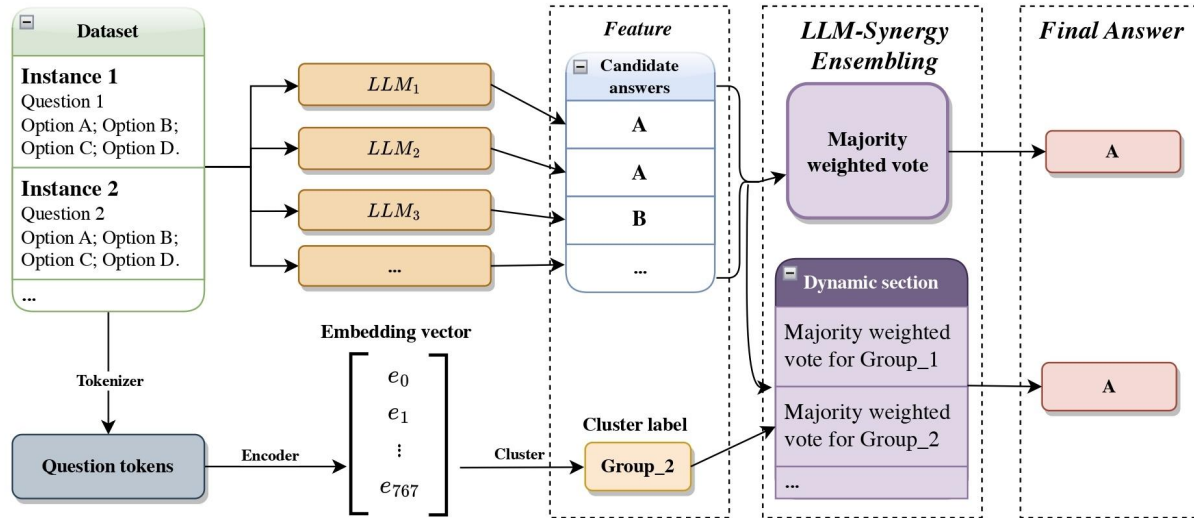 Dataset
Instance 1
Question 1
Option A; Option B;
Option C; Option D.
Instance 2
Question 2
Option A; Option B;
Option C; Option D.
...
LLM₁
LLM₂
LLM₃
...
Feature
Candidate
answers
A
A
B
...
LLM-Synergy
Ensembling
Majority
weighted vote
Dynamic section
Majority weighted
vote for Group_1
Majority weighted
vote for Group_2
...
Final Answer
A
A
Tokenizer
Question tokens
Encoder
Embedding vector
e₀
e₁
⋮
e₇₆₇
Cluster
Cluster label
Group_2